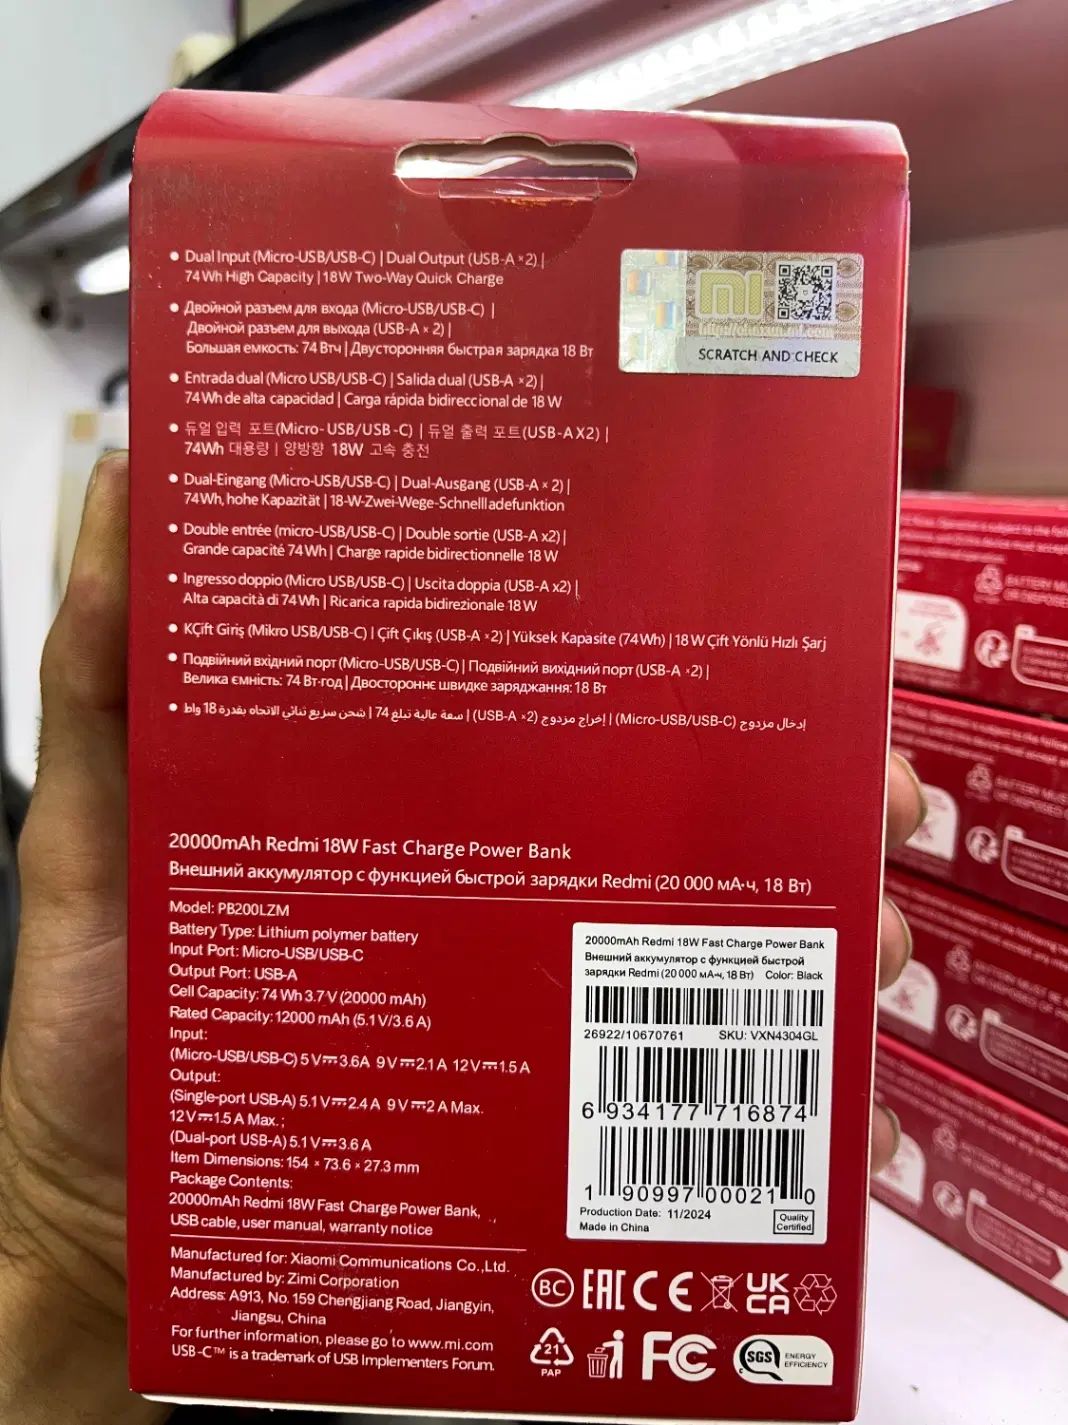 • Dual Input (Micro-USB/USB-C) | Dual Output (USB-A ×2) |
74 Wh High Capacity | 18W Two-Way Quick Charge
• Двойной разъем для входа (Micro-USB/USB-C) |
Двойной разъем для выхода (USB-A × 2) |
Большая емкость: 74 Втч | Двусторонняя быстрая зарядка 18 Вт
• Entrada dual (Micro USB/USB-C) | Salida dual (USB-A ×2) |
74Wh de alta capacidad | Carga rápida bidireccional de 18 W
• 듀얼 입력 포트(Micro- USB/USB -C) | 듀얼 출력 포트(USB-A X2) |
74Wh 대용량 | 양방향 18W 고속 충전
• Dual-Eingang (Micro-USB/USB-C) | Dual-Ausgang (USB-A × 2) |
74 Wh, hohe Kapazität | 18-W-Zwei-Wege-Schnellladefunktion
• Double entrée (micro-USB/USB-C) | Double sortie (USB-A x2) |
Grande capacité 74 Wh | Charge rapide bidirectionnelle 18 W
• Ingresso doppio (Micro USB/USB-C) | Uscita doppia (USB-A x2) |
Alta capacità di 74 Wh | Ricarica rapida bidirezionale 18 W
• KÇift Giriş (Mikro USB/USB-C) | Çift Çıkış (USB-A ×2) | Yüksek Kapasite (74 Wh) | 18 W Çift Yönlü Hızlı Şarj
• Подвійний вхідний порт (Micro-USB/USB-C) | Подвійний вихідний порт (USB-A ×2) |
Велика ємність: 74 Вт·год | Двостороннє швидке заряджання: 18 Вт
• إدخال مزدوج (Micro-USB/USB-C) | إخراج مزدوج (USB-A ×2) | سعة عالية تبلغ 74 | شحن سريع ثنائي الاتجاه بقدرة 18 واط
mi
SCRATCH AND CHECK
20000mAh Redmi 18W Fast Charge Power Bank
Внешний аккумулятор с функцией быстрой зарядки Redmi (20 000 мА·ч, 18 Вт)
Model: PB200LZM
Battery Type: Lithium polymer battery
Input Port: Micro-USB/USB-C
Output Port: USB-A
Cell Capacity: 74 Wh 3.7 V (20000 mAh)
Rated Capacity: 12000 mAh (5.1 V/3.6 A)
Input:
(Micro-USB/USB-C) 5 V⎓3.6A 9 V⎓2.1 A 12 V⎓1.5 A
Output:
(Single-port USB-A) 5.1 V⎓2.4 A 9 V⎓2 A Max.
12 V⎓1.5 A Max. ;
(Dual-port USB-A) 5.1 V⎓3.6 A
Item Dimensions: 154 × 73.6 × 27.3 mm
Package Contents:
20000mAh Redmi 18W Fast Charge Power Bank,
USB cable, user manual, warranty notice
Manufactured for: Xiaomi Communications Co.,Ltd.
Manufactured by: Zimi Corporation
Address: A913, No. 159 Chengjiang Road, Jiangyin,
Jiangsu, China
For further information, please go to www.mi.com
USB-C™ is a trademark of USB Implementers Forum.
20000mAh Redmi 18W Fast Charge Power Bank
Внешний аккумулятор с функцией быстрой
зарядки Redmi (20 000 мА·ч, 18 Вт) Color: Black
26922/10670761 SKU: VXN4304GL
6 934177 716874
1 90997 00021 0
Production Date: 11/2024
Made in China
Quality
Certified
BC EAC CE UK
CA
21
PAP
FC
SGS ENERGY
EFFICIENCY
BATTERY MUST